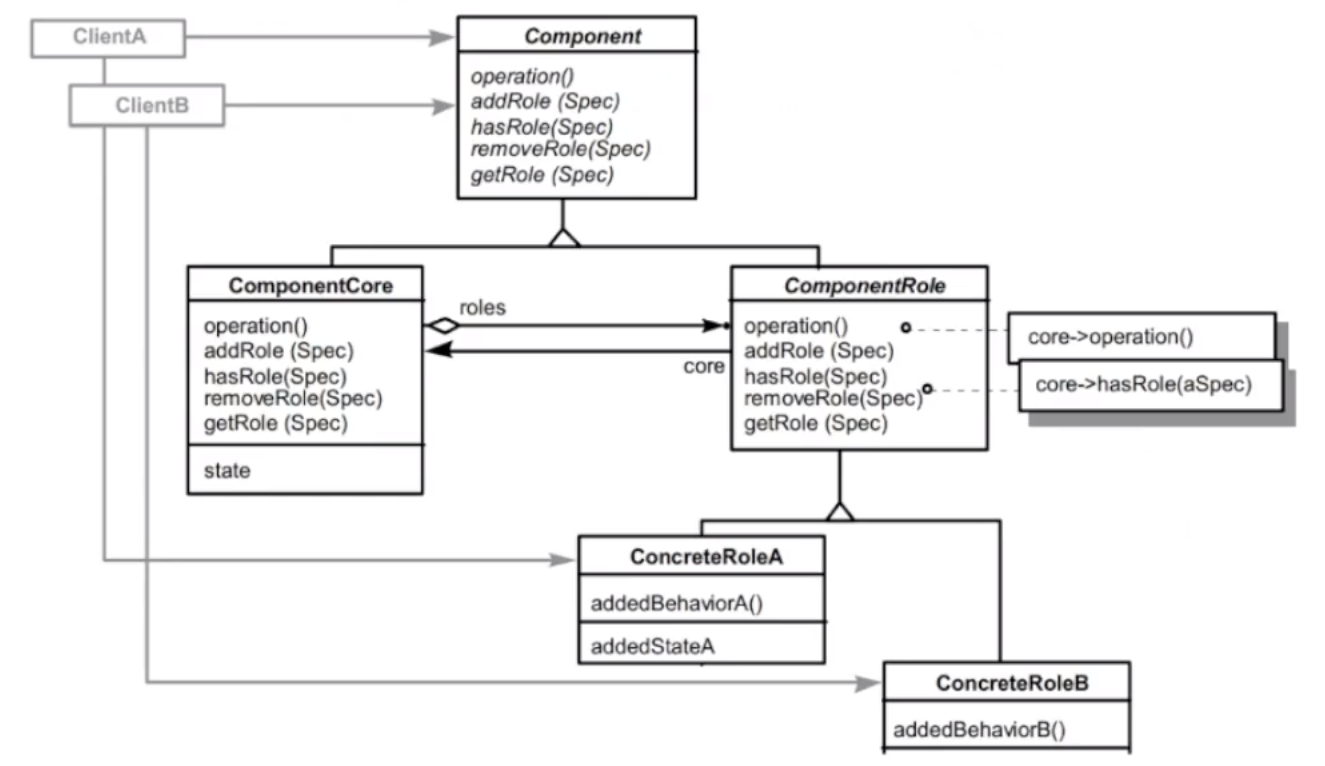 ClientA
ClientB
Component
operation()
addRole (Spec)
hasRole(Spec)
removeRole(Spec)
getRole (Spec)
ComponentCore
operation()
addRole (Spec)
hasRole(Spec)
removeRole(Spec)
getRole (Spec)
state
roles
core
ComponentRole
operation()
addRole (Spec)
hasRole(Spec)
removeRole(Spec)
getRole (Spec)
core->operation()
core->hasRole(aSpec)
ConcreteRoleA
addedBehaviorA()
addedStateA
ConcreteRoleB
addedBehaviorB()